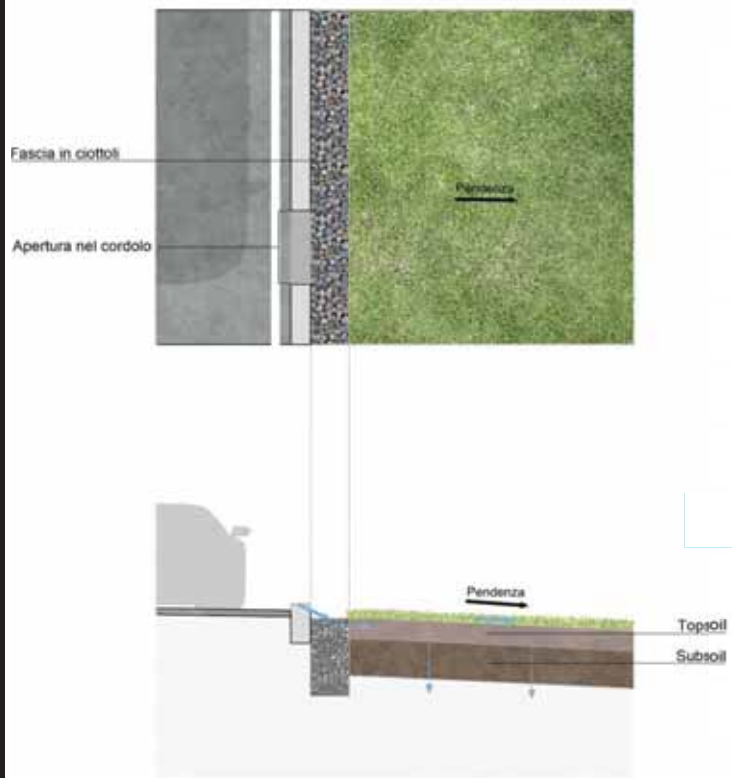 Fascia in ciottoli
Pendenza
Apertura nel cordolo
Pendenza
Topsoil
Subsoil